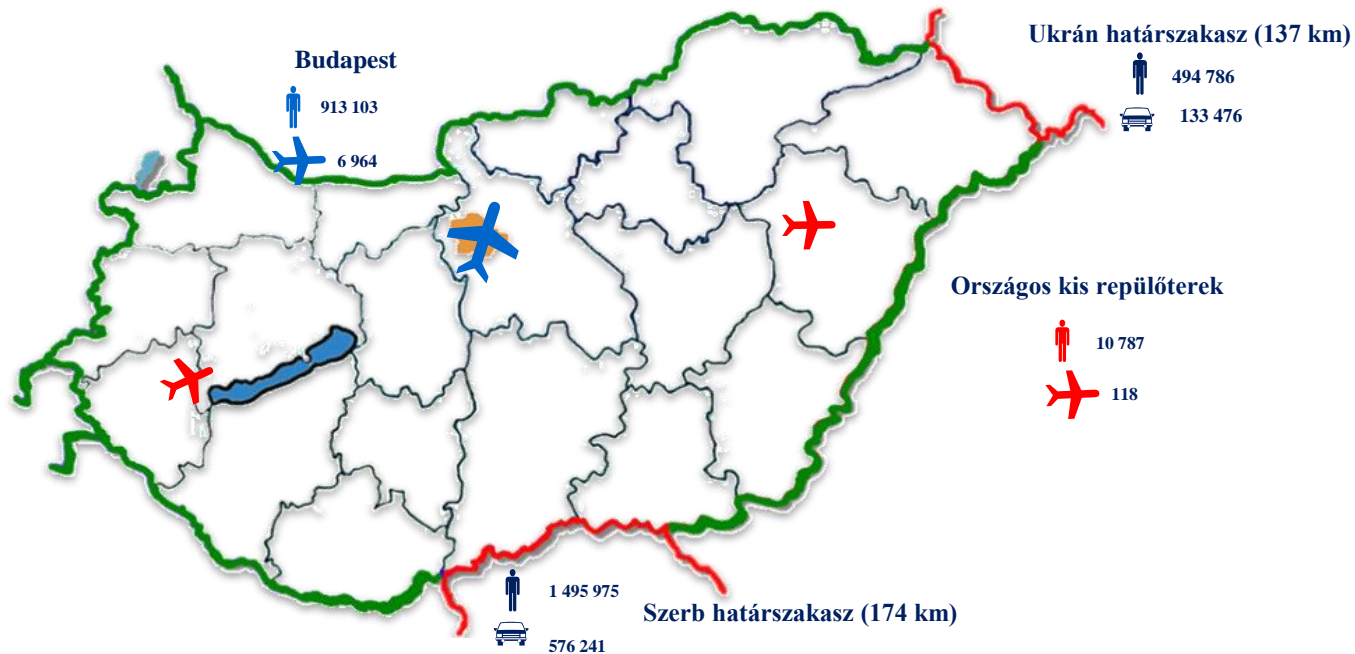 Ukrán határszakasz (137 km)
494 786
133 476
Budapest
913 103
6 964
Országos kis repülőterek
10 787
118
1 495 975
Szerb határszakasz (174 km)
576 241